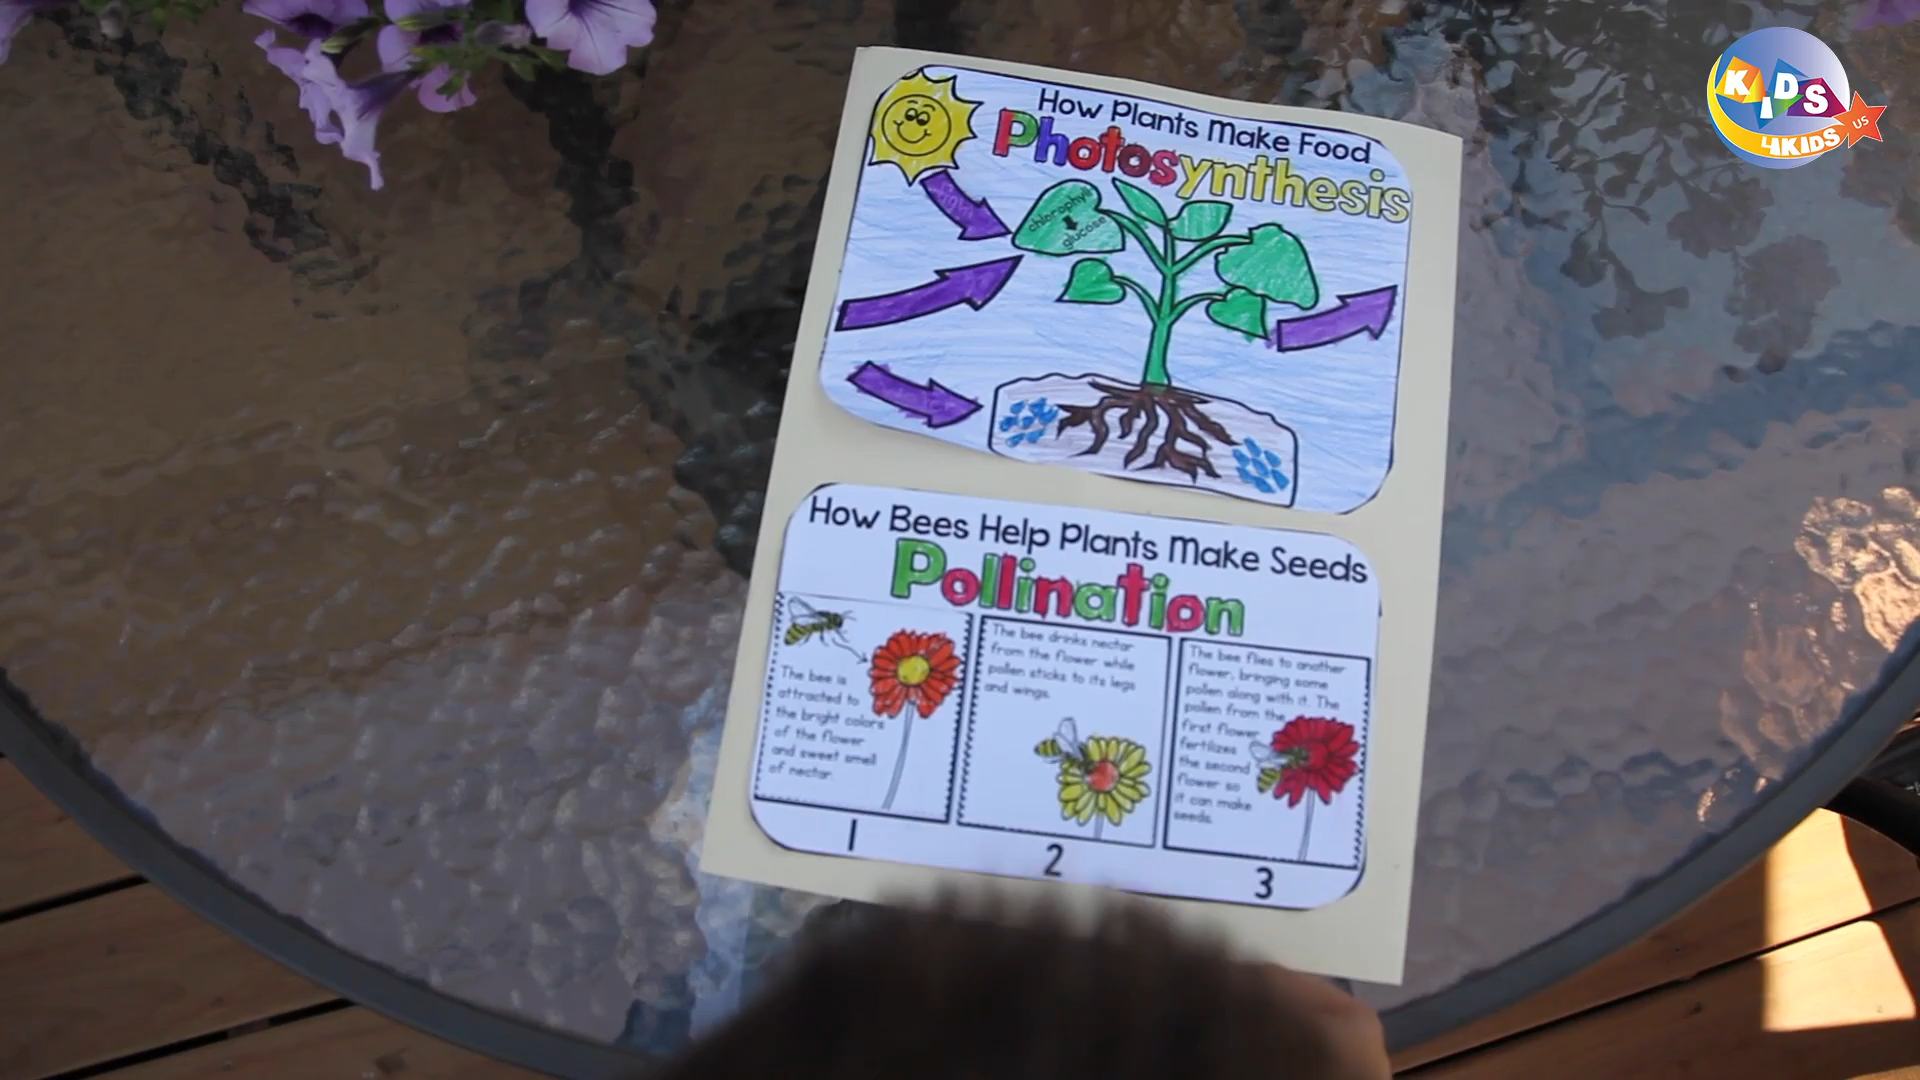 KIDS
4KIDS
US
How Plants Make Food
Photosynthesis
light
chlorophyll
glucose
How Bees Help Plants Make Seeds
Pollination
The bee is
attracted to
the bright colors
of the flower
and sweet smell
of nectar.
1
The bee drinks nectar
from the flower while
pollen sticks to its legs
and wings.
2
The bee flies to another
flower, bringing some
pollen along with it. The
pollen from the
first flower
fertilizes
the second
flower so
it can make
seeds.
3